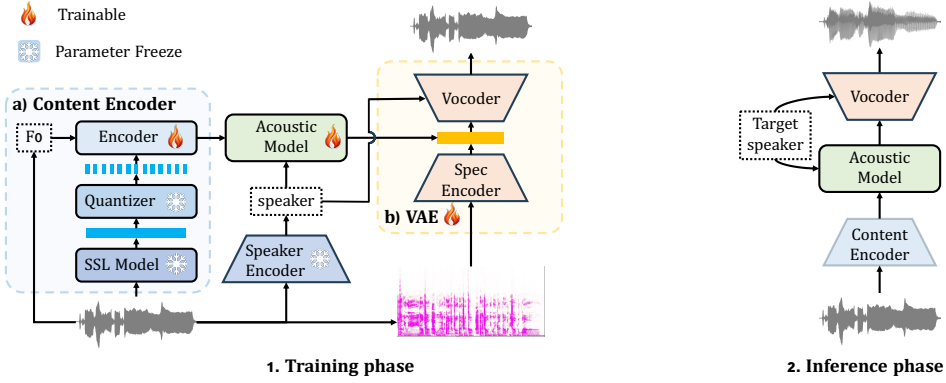 Trainable
Parameter Freeze
a) Content Encoder
Fo
Encoder
Quantizer
SSL Model
Acoustic
Model
speaker
Speaker
Encoder
Vocoder
Spec
Encoder
b) VAE
1. Training phase
Vocoder
Target
speaker
Acoustic
Model
Content
Encoder
2. Inference phase